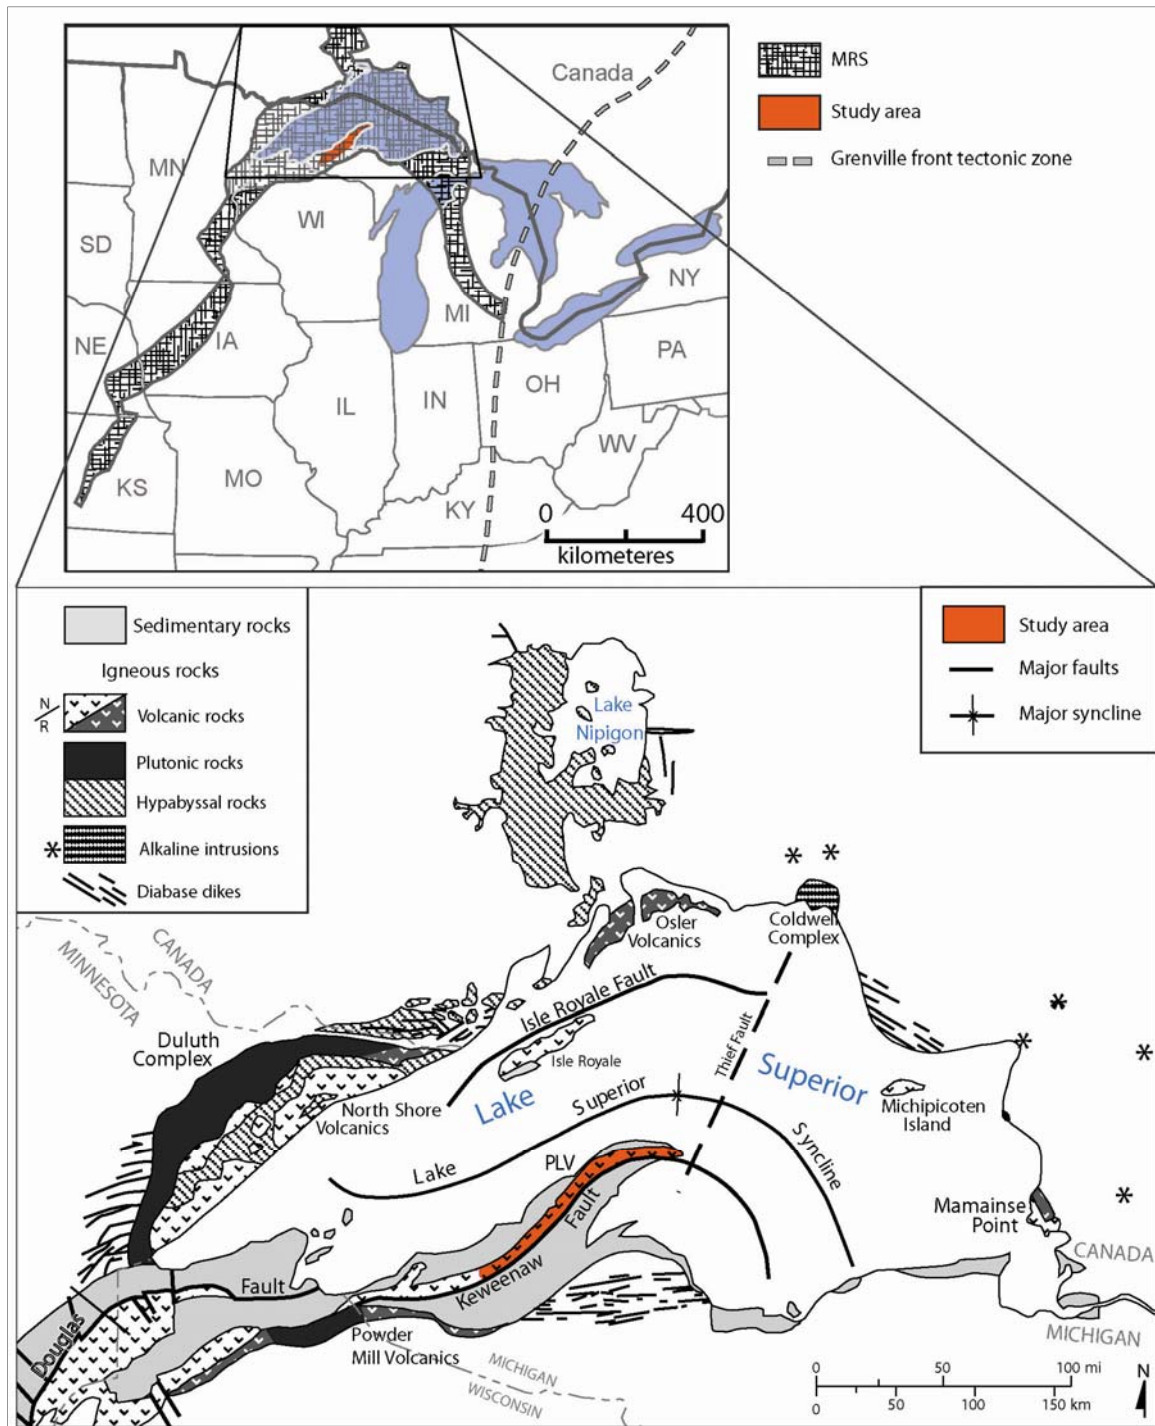 MRS
Study area
Grenville front tectonic zone
Canada
MN
WI
SD
MI
NY
NE
IA
PA
IL
IN
OH
WV
KS
MO
KY
0 400
kilometeres
Sedimentary rocks
Igneous rocks
N
R
Volcanic rocks
Plutonic rocks
Hypabyssal rocks
* Alkaline intrusions
Diabase dikes
Study area
Major faults
Major syncline
Lake
Nipigon
CANADA
MINNESOTA
Osler
Volcanics
Coldwell
Complex
Isle Royale Fault
Duluth
Complex
Isle Royale
Thief Fault
North Shore
Volcanics
Lake
Superior
Michipicoten
Island
Lake
Superior
Syncline
PLV
Keweenaw
Fault
Mamainse
Point
CANADA
MICHIGAN
Douglas
Fault
Powder
Mill Volcanics
MICHIGAN
WISCONSIN
0 50 100 mi
0 50 100 150 km
N